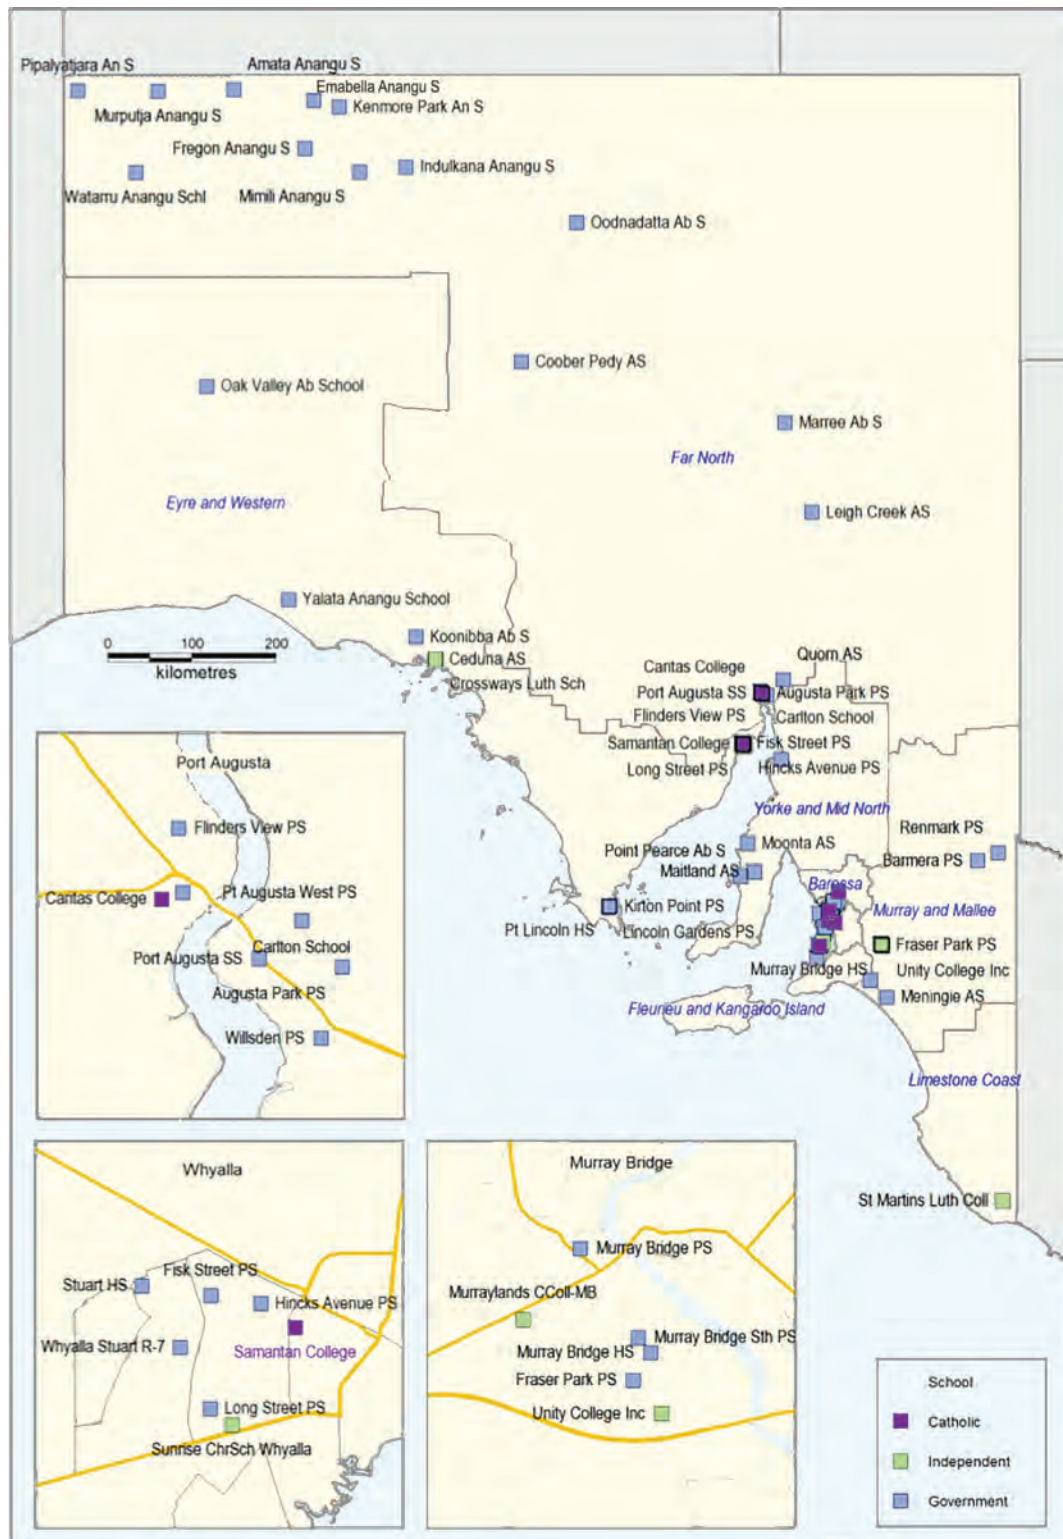 Pipalyatjara An S
Amata Anangu S
Murputja Anangu S
Emabella Anangu S
Kenmore Park An S
Fregon Anangu S
Indulkana Anangu S
Watarru Anangu Schl
Mimili Anangu S
Oodnadatta Ab S
Coober Pedy AS
Oak Valley Ab School
Marree Ab S
Far North
Eyre and Western
Leigh Creek AS
Yalata Anangu School
0 100 200
kilometres
Koonibba Ab S
Ceduna AS
Crossways Luth Sch
Caritas College
Quorn AS
Port Augusta SS
Augusta Park PS
Flinders View PS
Carlton School
Samantan College
Fisk Street PS
Long Street PS
Hincks Avenue PS
Yorke and Mid North
Renmark PS
Moonta AS
Point Pearce Ab S
Barmera PS
Maitland AS
Barossa
Kirton Point PS
Murray and Mallee
Pt Lincoln HS
Lincoln Gardens PS
Fraser Park PS
Murray Bridge HS
Unity College Inc
Meningie AS
Fleurieu and Kangaroo Island
Limestone Coast
St Martins Luth Coll
Port Augusta
Flinders View PS
Caritas College
Pt Augusta West PS
Carlton School
Port Augusta SS
Augusta Park PS
Willsden PS
Whyalla
Fisk Street PS
Stuart HS
Hincks Avenue PS
Whyalla Stuart R-7
Samantan College
Long Street PS
Sunrise ChrSch Whyalla
Murray Bridge
Murray Bridge PS
Murraylands CColl-MB
Murray Bridge Sth PS
Murray Bridge HS
Fraser Park PS
Unity College Inc
School
Catholic
Independent
Government